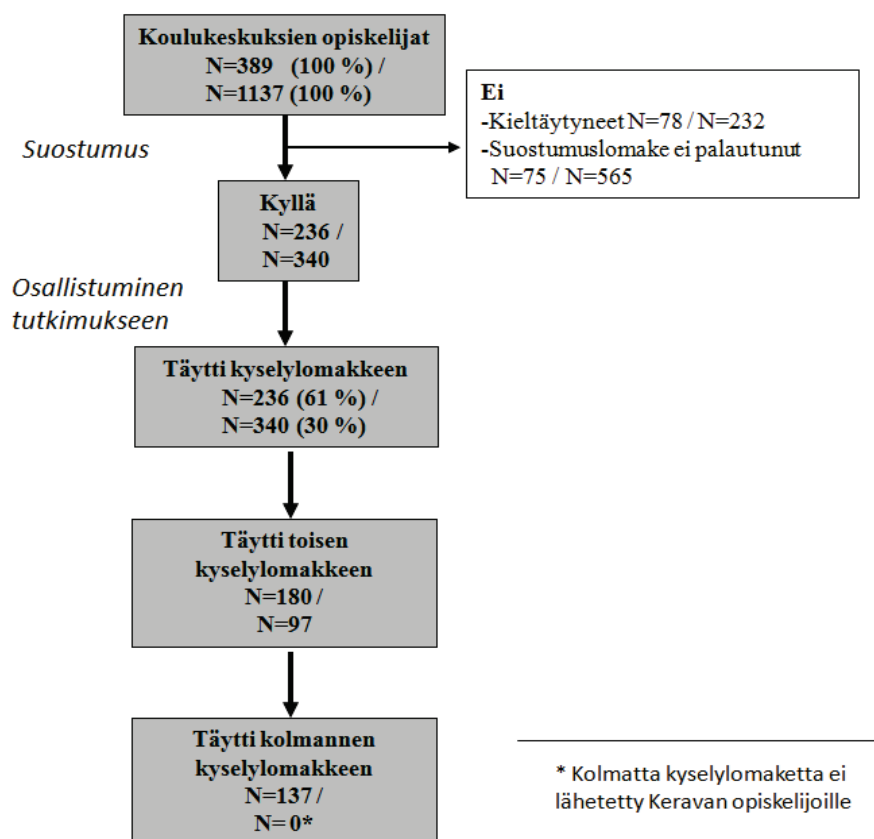 Koulukeskuksien opiskelijat
N=389 (100 %) /
N=1137 (100 %)
Suostumus
Ei
-Kieltäytyneet N=78 / N=232
-Suostumuslomake ei palautunut
N=75 / N=565
Kyllä
N=236 /
N=340
Osallistuminen
tutkimukseen
Täytti kyselylomakkeen
N=236 (61 %) /
N=340 (30 %)
Täytti toisen
kyselylomakkeen
N=180 /
N=97
Täytti kolmannen
kyselylomakkeen
N=137 /
N= 0*
* Kolmatta kyselylomaketta ei
lähetetty Keravan opiskelijoille